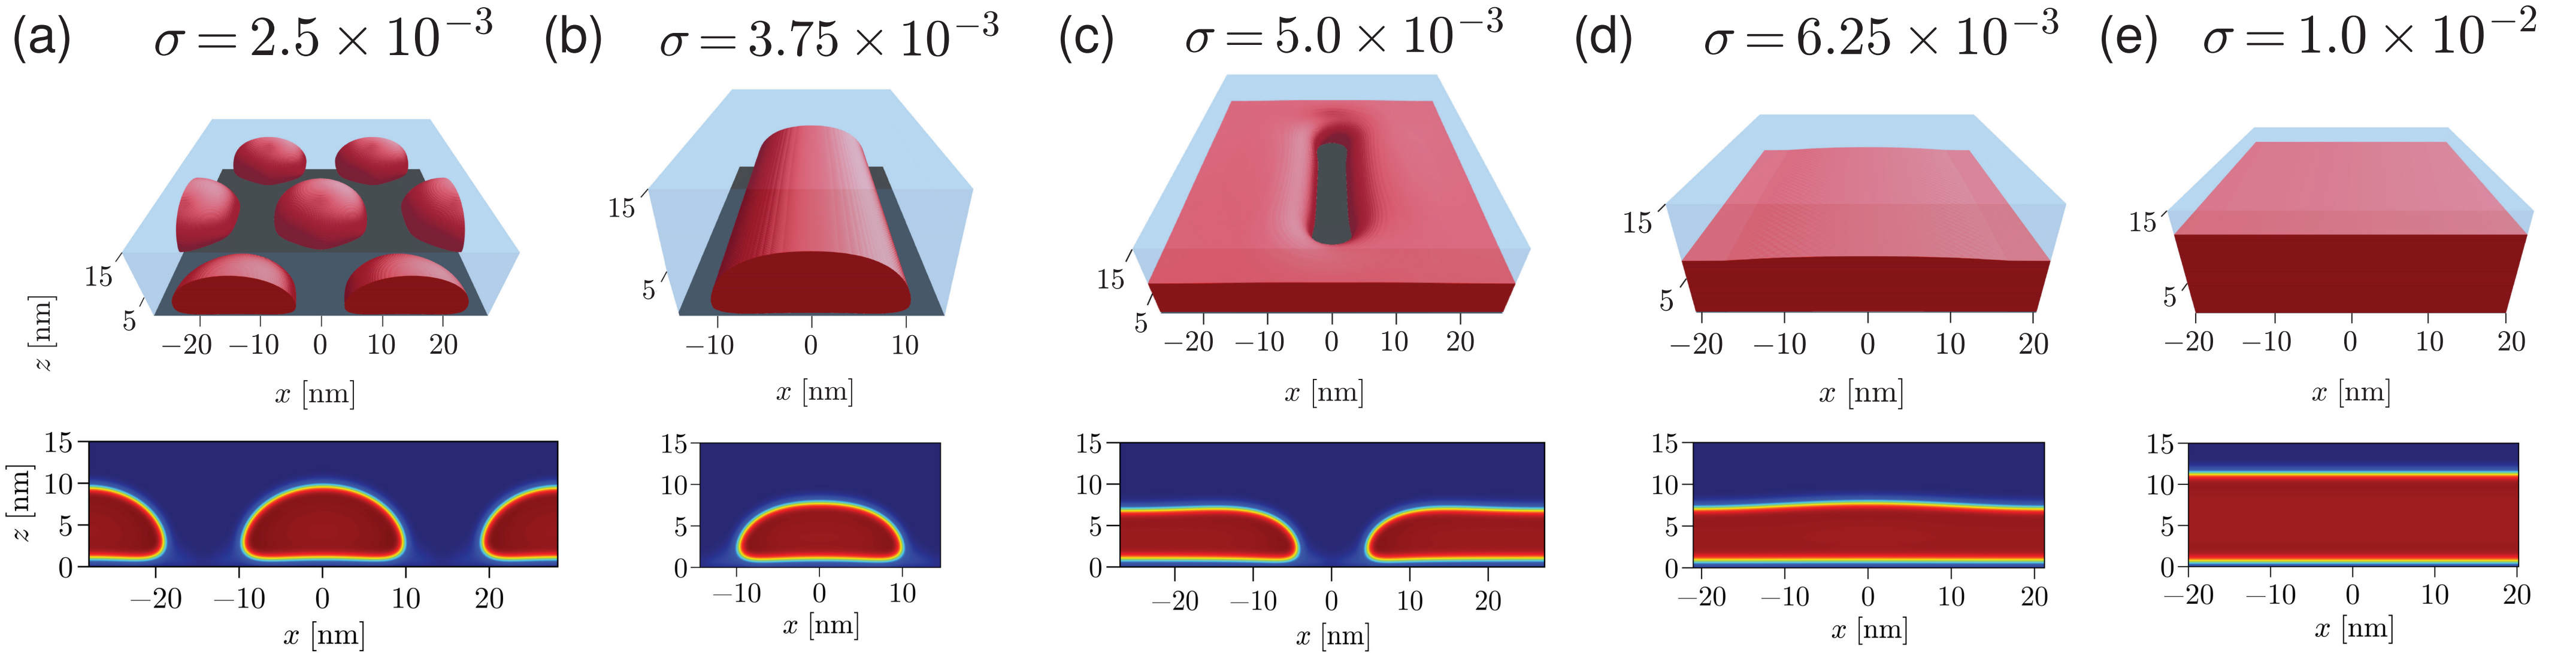 (a) σ = 2.5 × 10⁻³ (b) σ = 3.75 × 10⁻³ (c) σ = 5.0 × 10⁻³ (d) σ = 6.25 × 10⁻³ (e) σ = 1.0 × 10⁻²
15 15 15 15 15
5 5 5 5 5
z [nm]
−20 −10 0 10 20 −10 0 10 −20 −10 0 10 20 −20 −10 0 10 20 −20 −10 0 10 20
x [nm] x [nm] x [nm] x [nm] x [nm]
15 15 15 15 15
10 10 10 10 10
5 5 5 5 5
0 0 0 0 0
z [nm]
−20 −10 0 10 20 −10 0 10 −20 −10 0 10 20 −20 −10 0 10 20 −20 −10 0 10 20
x [nm] x [nm] x [nm] x [nm] x [nm]